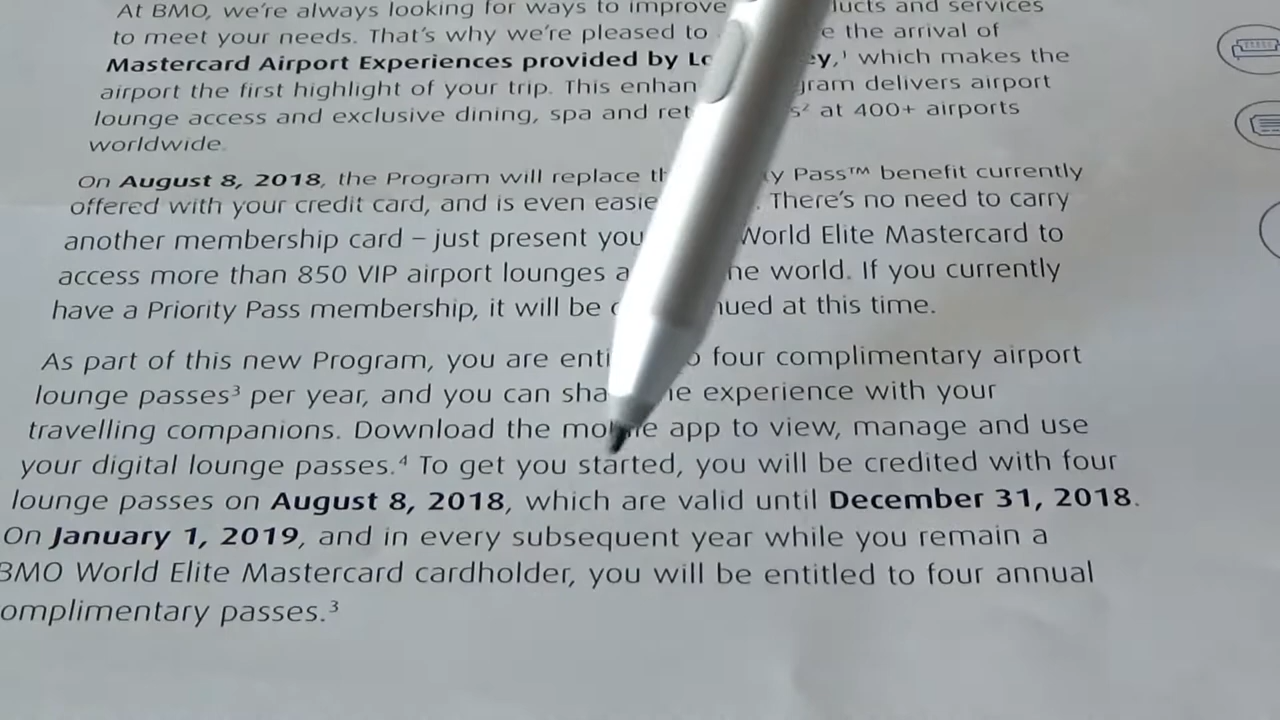 At BMO, we're always looking for ways to improve ducts and services
to meet your needs. That's why we're pleased to the arrival of
Mastercard Airport Experiences provided by ¹ which makes the
airport the first highlight of your trip. This delivers airport
lounge access and exclusive dining, spa and at 400+ airports
worldwide.
On August 8, 2018, the Program will replace Pass™ benefit currently
offered with your credit card, and is even There's no need to carry
another membership card – just present World Elite Mastercard to
access more than 850 VIP airport lounges world. If you currently
have a Priority Pass membership, it will be at this time.
As part of this new Program, you are four complimentary airport
lounge passes³ per year, and you can experience with your
travelling companions. Download the mobile app to view, manage and use
your digital lounge passes.⁴ To get you started, you will be credited with four
lounge passes on August 8, 2018, which are valid until December 31, 2018.
On January 1, 2019, and in every subsequent year while you remain a
BMO World Elite Mastercard cardholder, you will be entitled to four annual
omplimentary passes.³